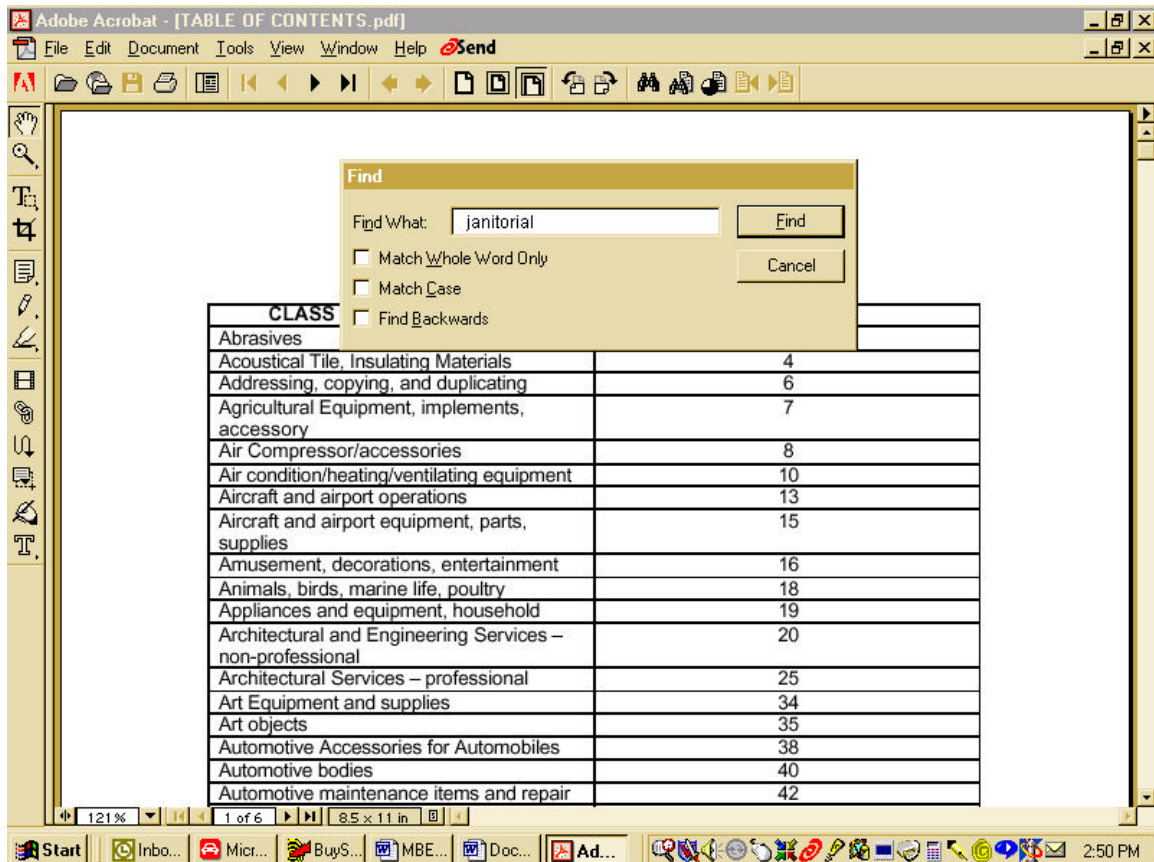 Adobe Acrobat - [TABLE OF CONTENTS.pdf]
File Edit Document Tools View Window Help Send
Find
Find What: janitorial Find
Match Whole Word Only Cancel
Match Case
Find Backwards
CLASS
Abrasives
Acoustical Tile, Insulating Materials 4
Addressing, copying, and duplicating 6
Agricultural Equipment, implements, 7
accessory
Air Compressor/accessories 8
Air condition/heating/ventilating equipment 10
Aircraft and airport operations 13
Aircraft and airport equipment, parts, 15
supplies
Amusement, decorations, entertainment 16
Animals, birds, marine life, poultry 18
Appliances and equipment, household 19
Architectural and Engineering Services – 20
non-professional
Architectural Services – professional 25
Art Equipment and supplies 34
Art objects 35
Automotive Accessories for Automobiles 38
Automotive bodies 40
Automotive maintenance items and repair 42
121% 1 of 6 8.5 x 11 in
Start Inbo... Micr... BuyS... MBE... Doc... Ad... 2:50 PM